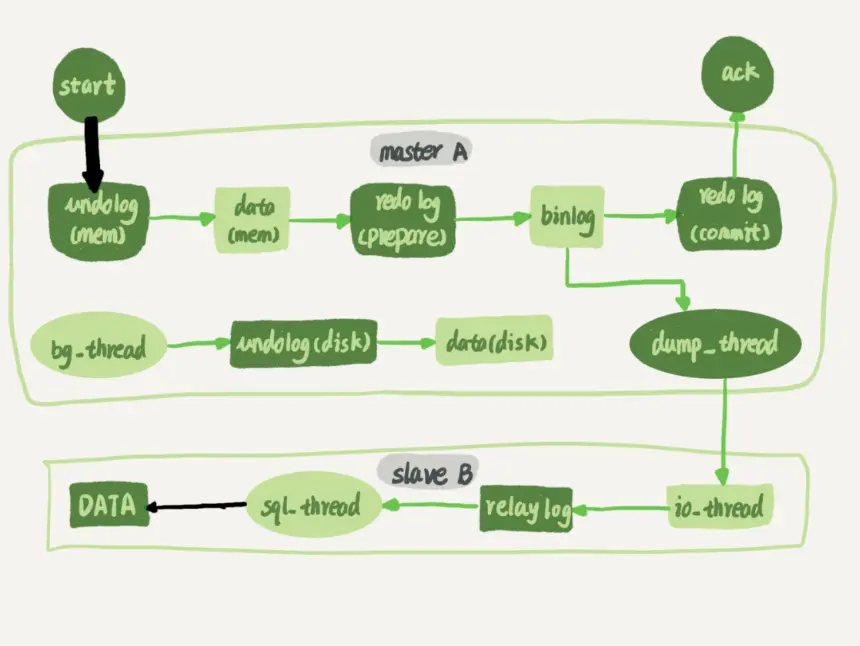 start
ack
master A
undolog
(mem)
data
(mem)
redo log
(prepare)
binlog
redo log
(commit)
bg_thread
undolog(disk)
data(disk)
dump_thread
slave B
DATA
sql_thread
relay log
io_thread